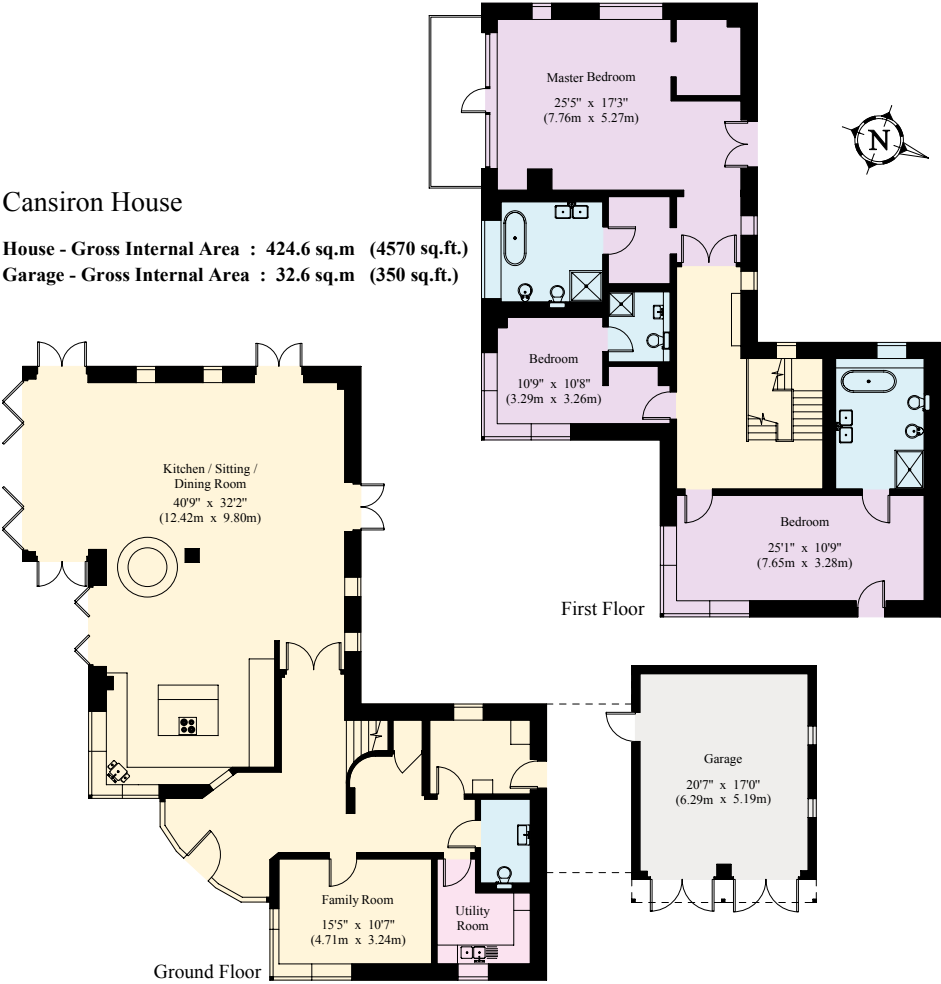 Master Bedroom
25'5" x 17'3"
(7.76m x 5.27m)
N
Cansiron House
House - Gross Internal Area : 424.6 sq.m (4570 sq.ft.)
Garage - Gross Internal Area : 32.6 sq.m (350 sq.ft.)
Bedroom
10'9" x 10'8"
(3.29m x 3.26m)
Kitchen / Sitting /
Dining Room
40'9" x 32'2"
(12.42m x 9.80m)
Bedroom
25'1" x 10'9"
(7.65m x 3.28m)
First Floor
Garage
20'7" x 17'0"
(6.29m x 5.19m)
Family Room
15'5" x 10'7"
(4.71m x 3.24m)
Utility
Room
Ground Floor